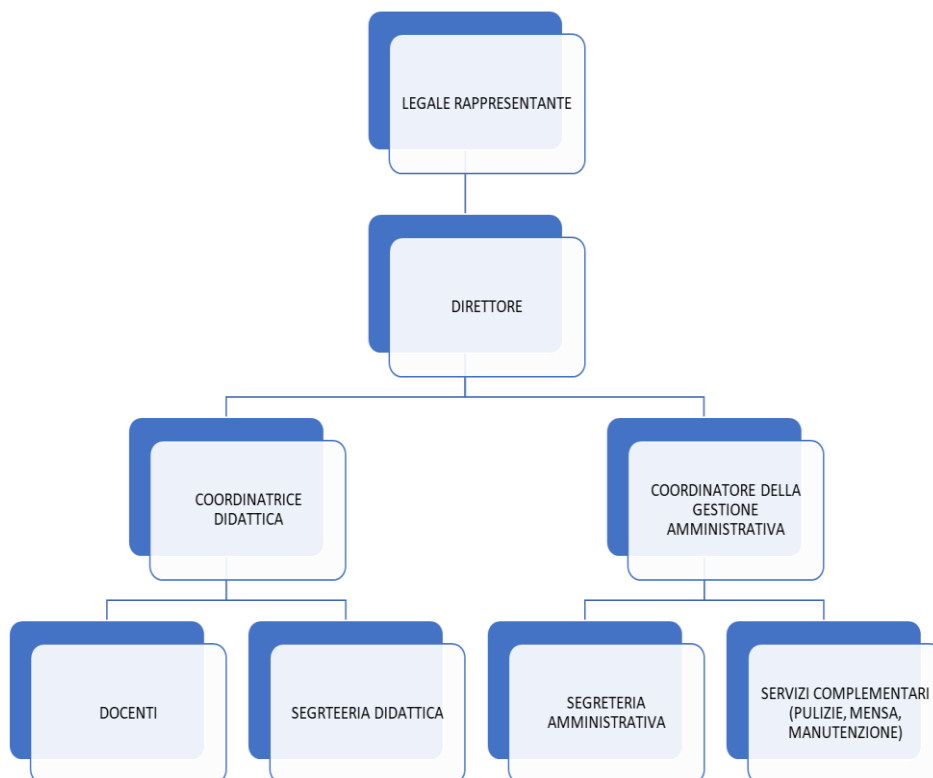 LEGALE RAPPRESENTANTE
DIRETTORE
COORDINATRICE
DIDATTICA
COORDINATORE DELLA
GESTIONE
AMMINISTRATIVA
DOCENTI
SEGRTEERIA DIDATTICA
SEGRETERIA
AMMINISTRATIVA
SERVIZI COMPLEMENTARI
(PULIZIE, MENSA,
MANUTENZIONE)